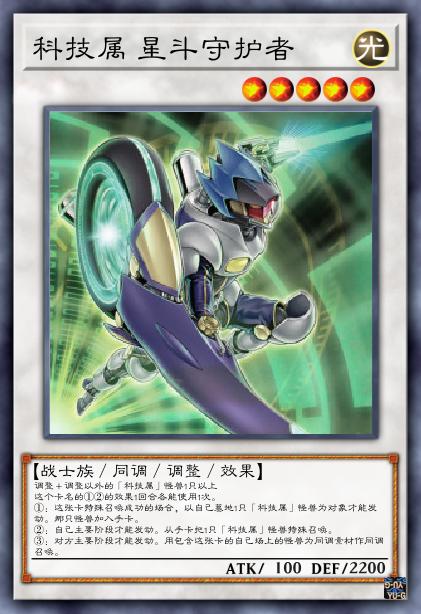 科技属 星斗守护者
光
【战士族／同调／调整／效果】
调整＋调整以外的「科技属」怪兽1只以上
这个卡名的①②的效果1回合各能使用1次。
①：这张卡特殊召唤成功的场合，以自己墓地1只「科技属」怪兽为对象才能发
动。那只怪兽加入手卡。
②：自己主要阶段才能发动。从手卡把1只「科技属」怪兽特殊召唤。
③：对方主要阶段才能发动。用包含这张卡的自己场上的怪兽为同调素材作同调
召唤。
ATK/ 100 DEF/2200